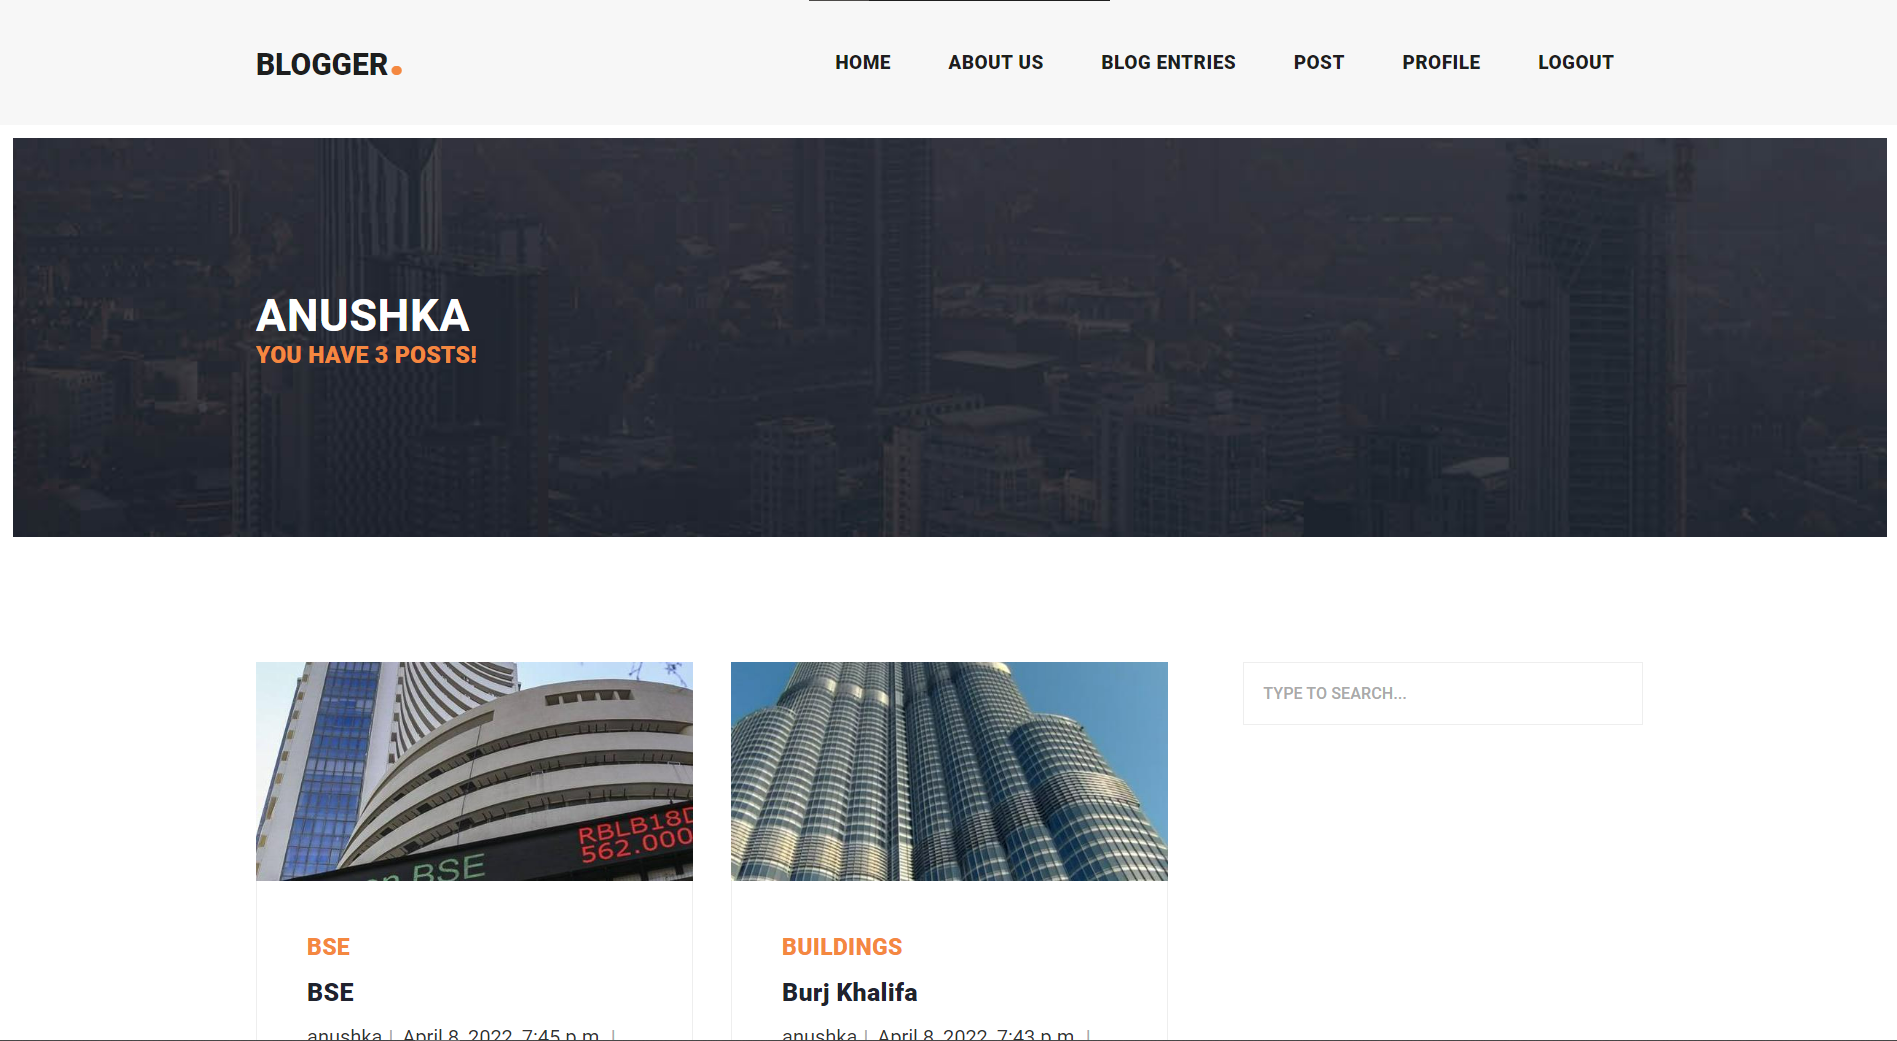 BLOGGER.
HOME ABOUT US BLOG ENTRIES POST PROFILE LOGOUT
ANUSHKA
YOU HAVE 3 POSTS!
TYPE TO SEARCH...
RBLB18D
562.000
on BSE
BSE
BSE
anushka | April 8, 2022, 7:45 p.m. |
BUILDINGS
Burj Khalifa
anushka | April 8, 2022, 7:43 p.m. |